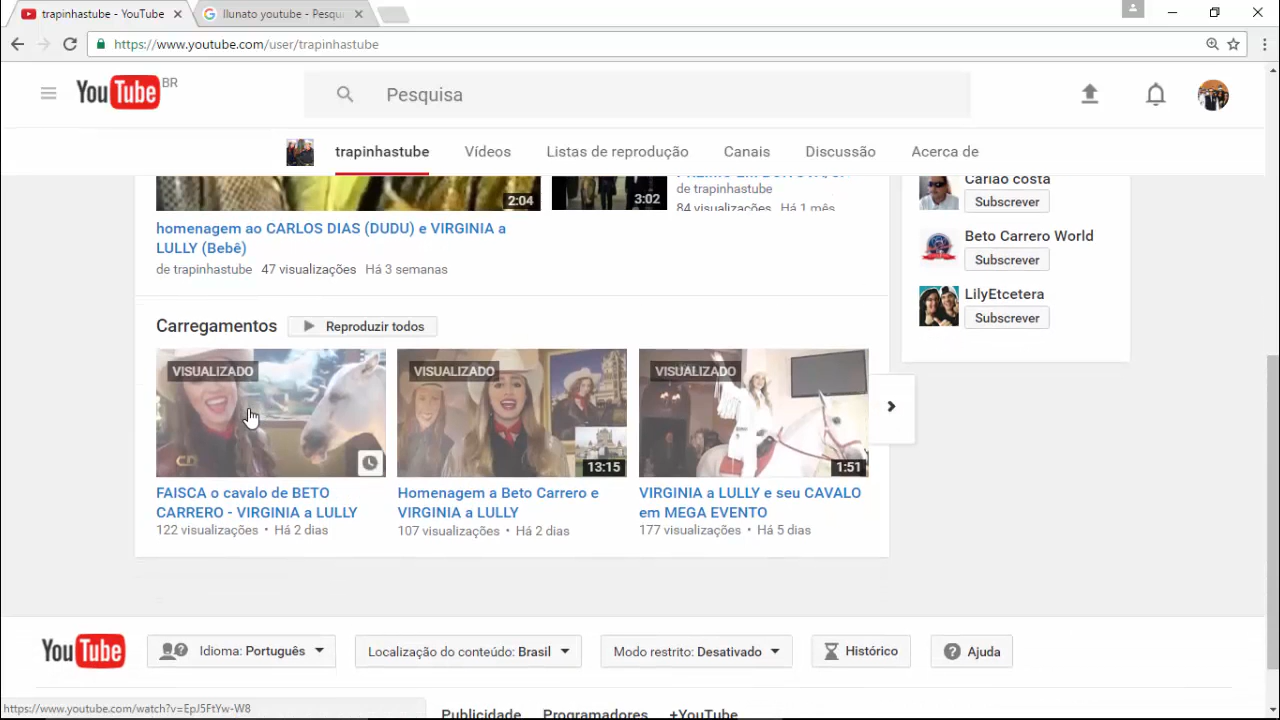 trapinhastube - YouTube
llunato youtube - Pesqu
https://www.youtube.com/user/trapinhastube
YouTube BR
Pesquisa
trapinhastube
Vídeos
Listas de reprodução
Canais
Discussão
Acerca de
2:04
3:02
de trapinhastube
84 visualizações Há 1 mês
homenagem ao CARLOS DIAS (DUDU) e VIRGINIA a
LULLY (Bebê)
de trapinhastube 47 visualizações Há 3 semanas
Carlão costa
Subscrever
Beto Carrero World
Subscrever
LilyEtcetera
Subscrever
Carregamentos
Reproduzir todos
VISUALIZADO
FAISCA o cavalo de BETO
CARRERO - VIRGINIA a LULLY
122 visualizações • Há 2 dias
VISUALIZADO
13:15
Homenagem a Beto Carrero e
VIRGINIA a LULLY
107 visualizações • Há 2 dias
VISUALIZADO
1:51
VIRGINIA a LULLY e seu CAVALO
em MEGA EVENTO
177 visualizações • Há 5 dias
YouTube
Idioma: Português
Localização do conteúdo: Brasil
Modo restrito: Desativado
Histórico
Ajuda
https://www.youtube.com/watch?v=EpJ5FtYw-W8
Publicidade
Programadores
+YouTube